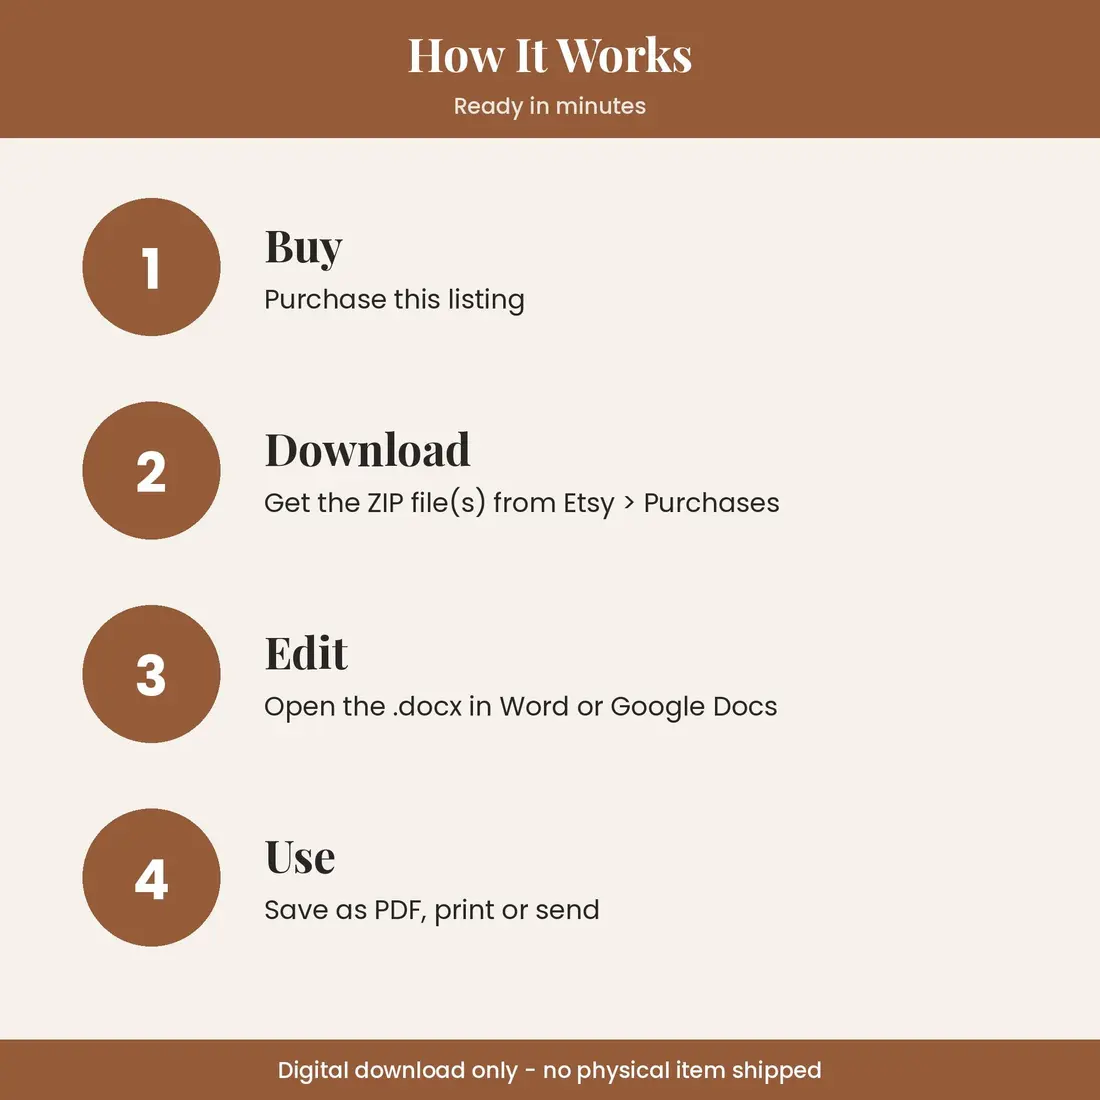 How It Works
Ready in minutes
1
Buy
Purchase this listing
2
Download
Get the ZIP file(s) from Etsy > Purchases
3
Edit
Open the .docx in Word or Google Docs
4
Use
Save as PDF, print or send
Digital download only - no physical item shipped